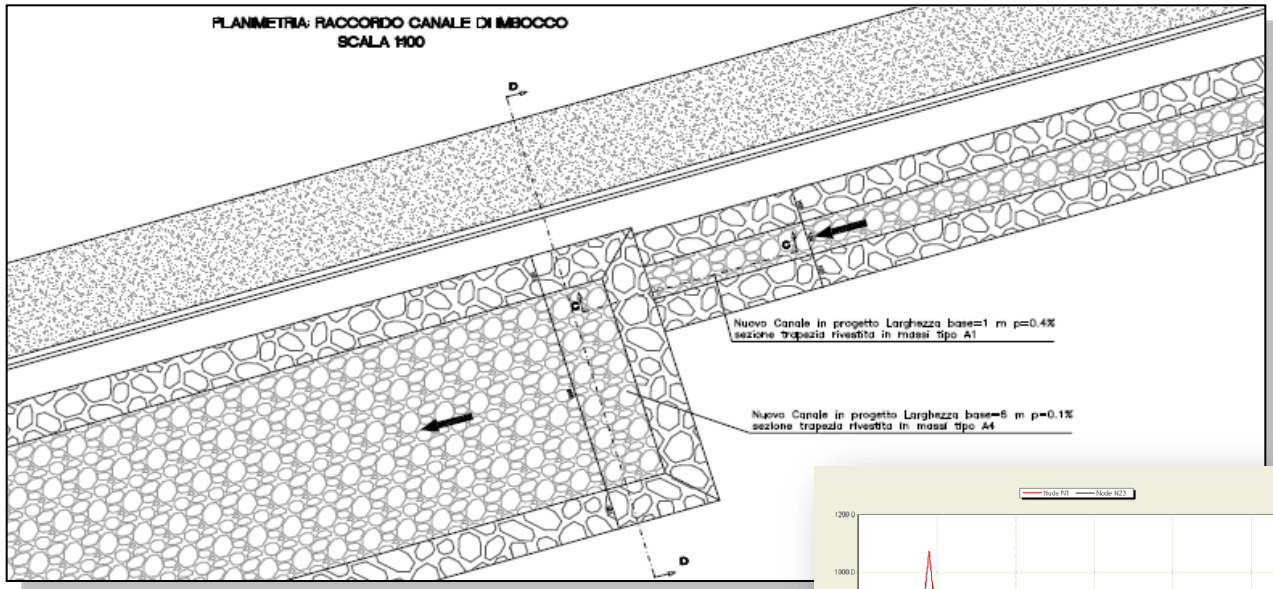 PLANIMETRIA: RACCORDO CANALE DI IMBOCCO
SCALA 1:100
D
C
Nuovo Canale in progetto Larghezza base=1 m p=0.4%
sezione trapezia rivestita in massi tipo A1
C
Nuovo Canale in progetto Larghezza base=6 m p=0.1%
sezione trapezia rivestita in massi tipo A4
D
Node N1 Node N23
1200.0
1000.0